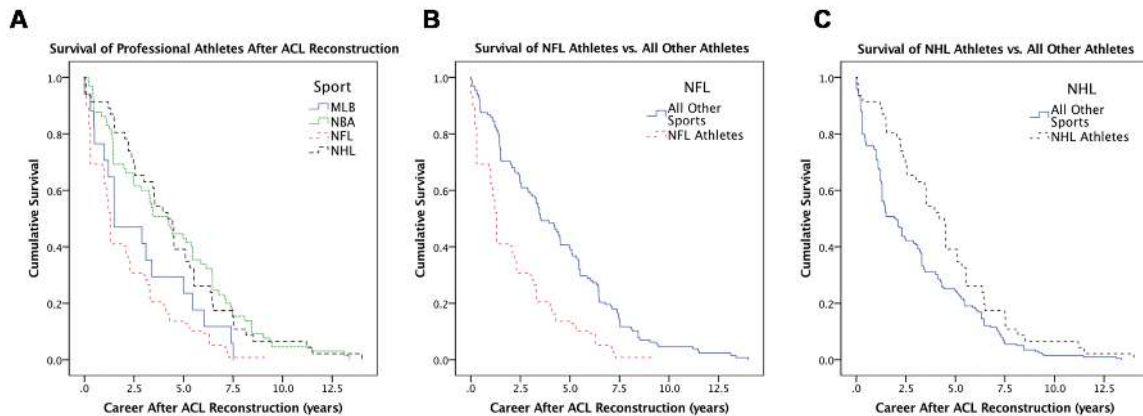 A
Survival of Professional Athletes After ACL Reconstruction
Sport
MLB
NBA
NFL
NHL
Cumulative Survival
1.0
0.8
0.6
0.4
0.2
0.0
.0 2.5 5.0 7.5 10.0 12.5
Career After ACL Reconstruction (years)
B
Survival of NFL Athletes vs. All Other Athletes
NFL
All Other
Sports
NFL Athletes
Cumulative Survival
1.0
0.8
0.6
0.4
0.2
0.0
.0 2.5 5.0 7.5 10.0 12.5
Career After ACL Reconstruction (years)
C
Survival of NHL Athletes vs. All Other Athletes
NHL
All Other
Sports
NHL Athletes
Cumulative Survival
1.0
0.8
0.6
0.4
0.2
0.0
.0 2.5 5.0 7.5 10.0 12.5
Career After ACL Reconstruction (years)